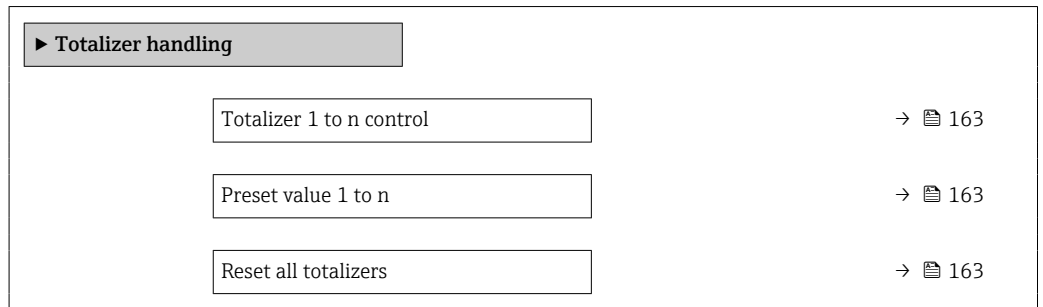 ▶ Totalizer handling
Totalizer 1 to n control → 163
Preset value 1 to n → 163
Reset all totalizers → 163